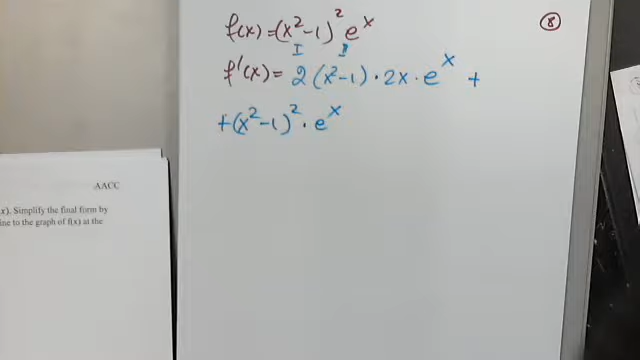 f(x)=(x²-1)² eˣ
8
I II
f'(x)= 2(x²-1)·2x·eˣ +
+(x²-1)²·eˣ
AACC
x). Simplify the final form by
ine to the graph of f(x) at the